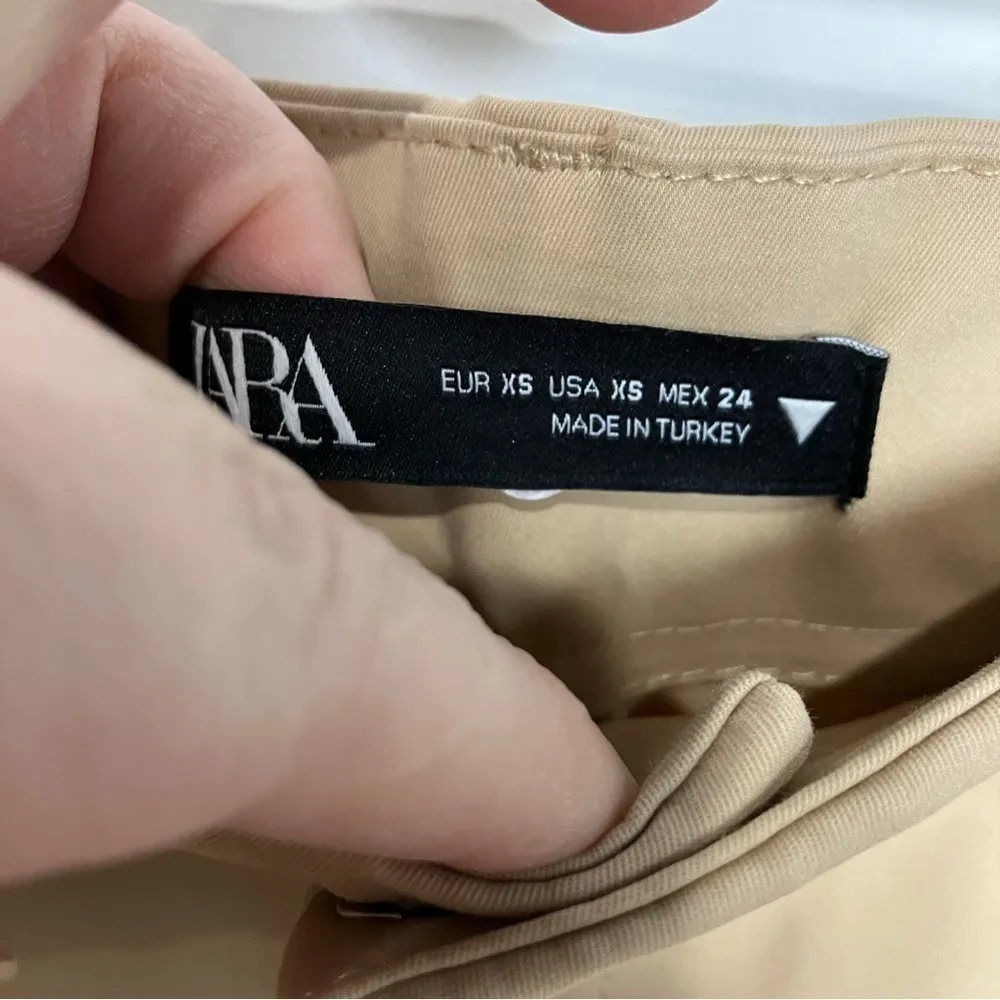 ZARA
EUR XS USA XS MEX 24
MADE IN TURKEY